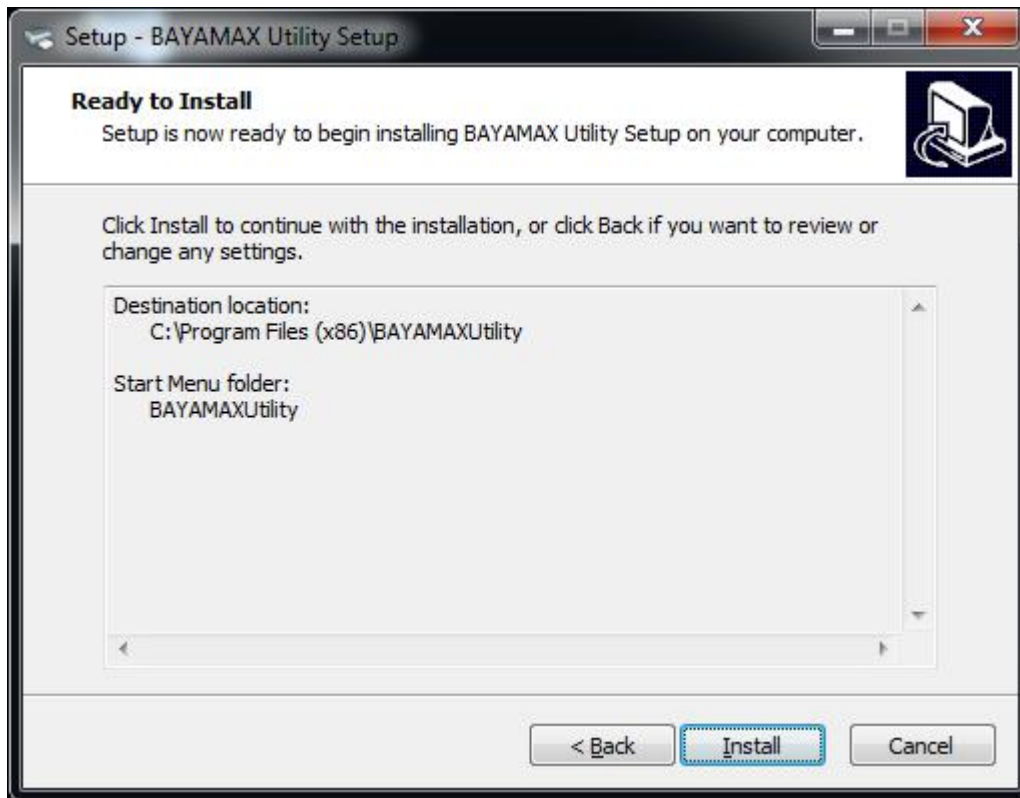 Setup - BAYAMAX Utility Setup
Ready to Install
Setup is now ready to begin installing BAYAMAX Utility Setup on your computer.
Click Install to continue with the installation, or click Back if you want to review or
change any settings.
Destination location:
C:\Program Files (x86)\BAYAMAXUtility
Start Menu folder:
BAYAMAXUtility
< Back Install Cancel